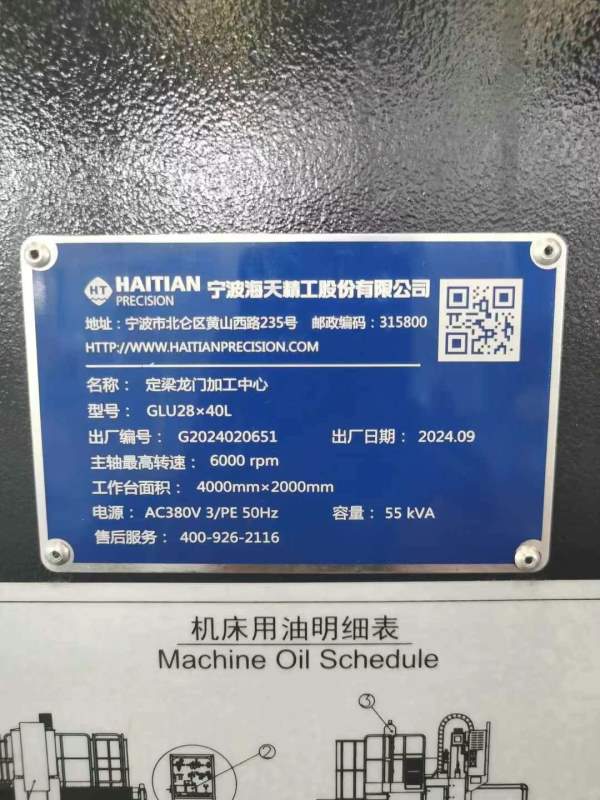 HT HAITIAN PRECISION 宁波海天精工股份有限公司
地址：宁波市北仑区黄山西路235号 邮政编码：315800
HTTP://WWW.HAITIANPRECISION.COM
名称： 定梁龙门加工中心
型号： GLU28×40L
出厂编号： G2024020651 出厂日期： 2024.09
主轴最高转速： 6000 rpm
工作台面积： 4000mm×2000mm
电源： AC380V 3/PE 50Hz 容量： 55 kVA
售后服务： 400-926-2116
机床用油明细表
Machine Oil Schedule
③
②